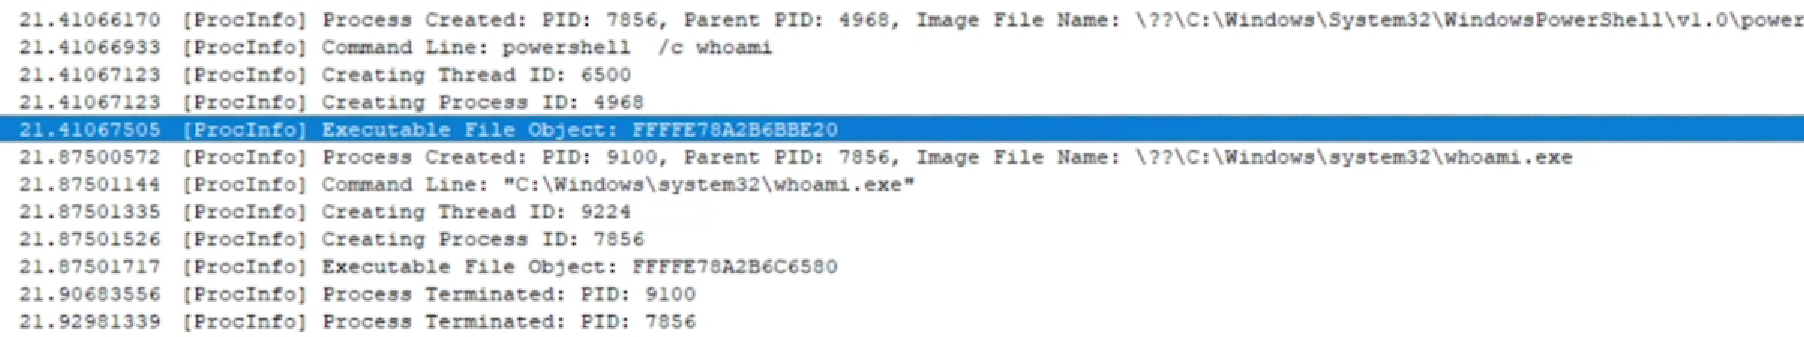 21.41066170 [ProcInfo] Process Created: PID: 7856, Parent PID: 4968, Image File Name: \??\C:\Windows\System32\WindowsPowerShell\v1.0\power
21.41066933 [ProcInfo] Command Line: powershell  /c whoami
21.41067123 [ProcInfo] Creating Thread ID: 6500
21.41067123 [ProcInfo] Creating Process ID: 4968
21.41067505 [ProcInfo] Executable File Object: FFFFE78A2B6BBE20
21.87500572 [ProcInfo] Process Created: PID: 9100, Parent PID: 7856, Image File Name: \??\C:\Windows\system32\whoami.exe
21.87501144 [ProcInfo] Command Line: "C:\Windows\system32\whoami.exe"
21.87501335 [ProcInfo] Creating Thread ID: 9224
21.87501526 [ProcInfo] Creating Process ID: 7856
21.87501717 [ProcInfo] Executable File Object: FFFFE78A2B6C6580
21.90683556 [ProcInfo] Process Terminated: PID: 9100
21.92981339 [ProcInfo] Process Terminated: PID: 7856